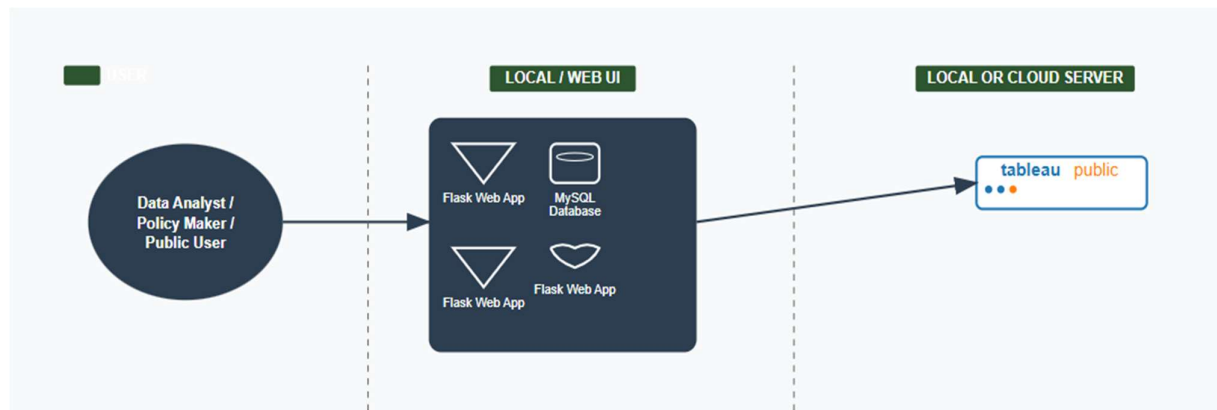 USER
LOCAL / WEB UI
LOCAL OR CLOUD SERVER
Data Analyst /
Policy Maker /
Public User
Flask Web App
MySQL
Database
Flask Web App
Flask Web App
tableau public